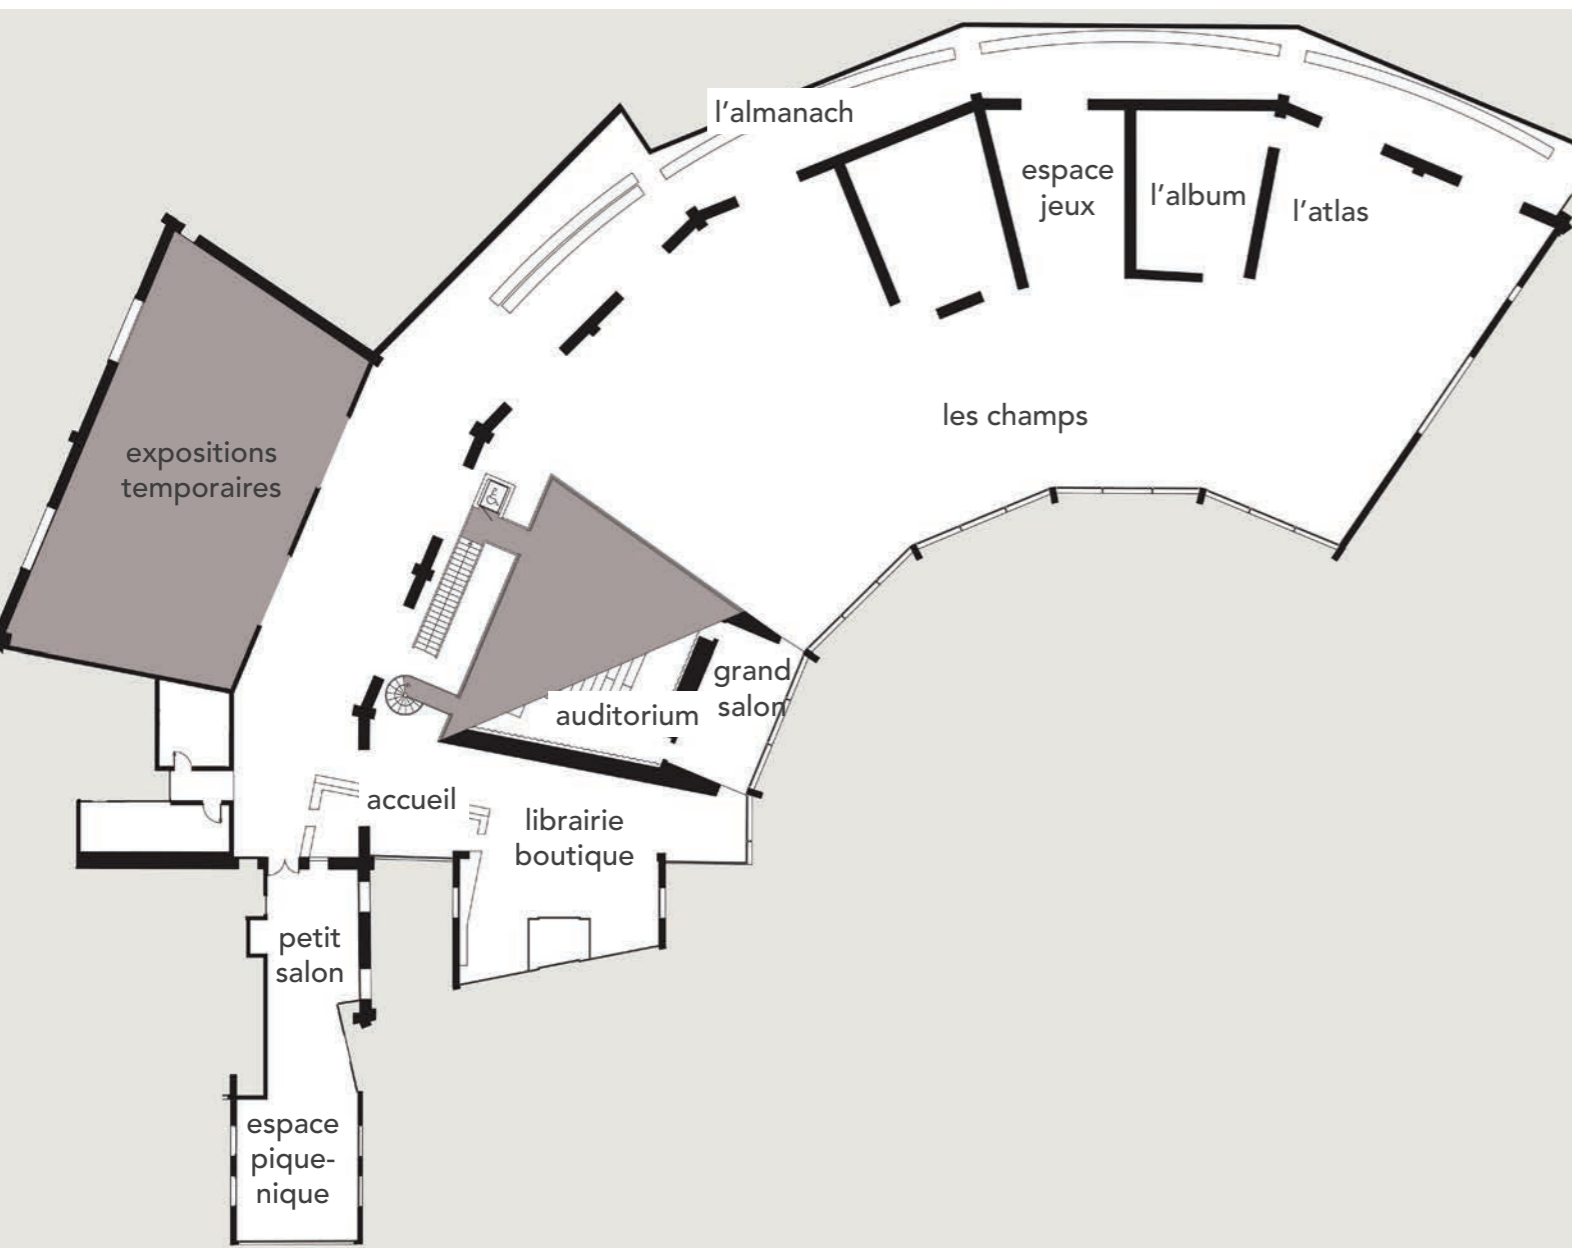 l'almanach
espace
jeux
l'album
l'atlas
les champs
expositions
temporaires
grand
salon
auditorium
accueil
librairie
boutique
petit
salon
espace
pique-
nique